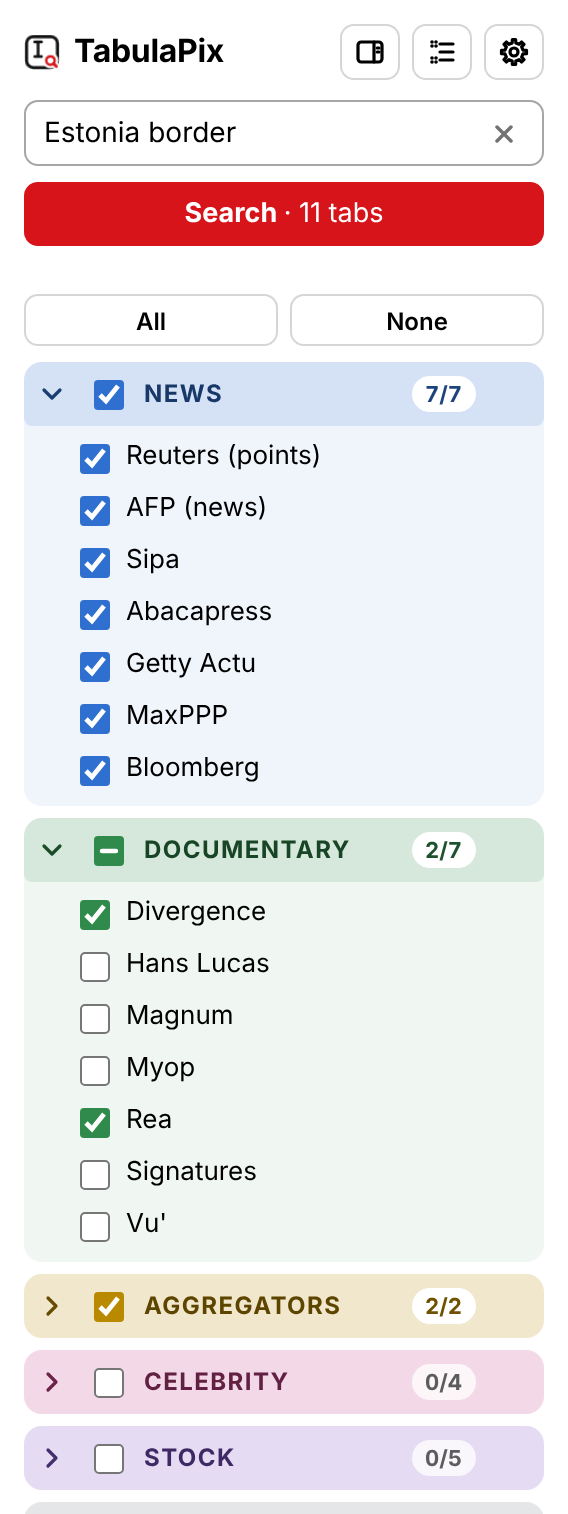 TabulaPix
Estonia border
Search · 11 tabs
All
None
NEWS 7/7
Reuters (points)
AFP (news)
Sipa
Abacapress
Getty Actu
MaxPPP
Bloomberg
DOCUMENTARY 2/7
Divergence
Hans Lucas
Magnum
Myop
Rea
Signatures
Vu'
AGGREGATORS 2/2
CELEBRITY 0/4
STOCK 0/5